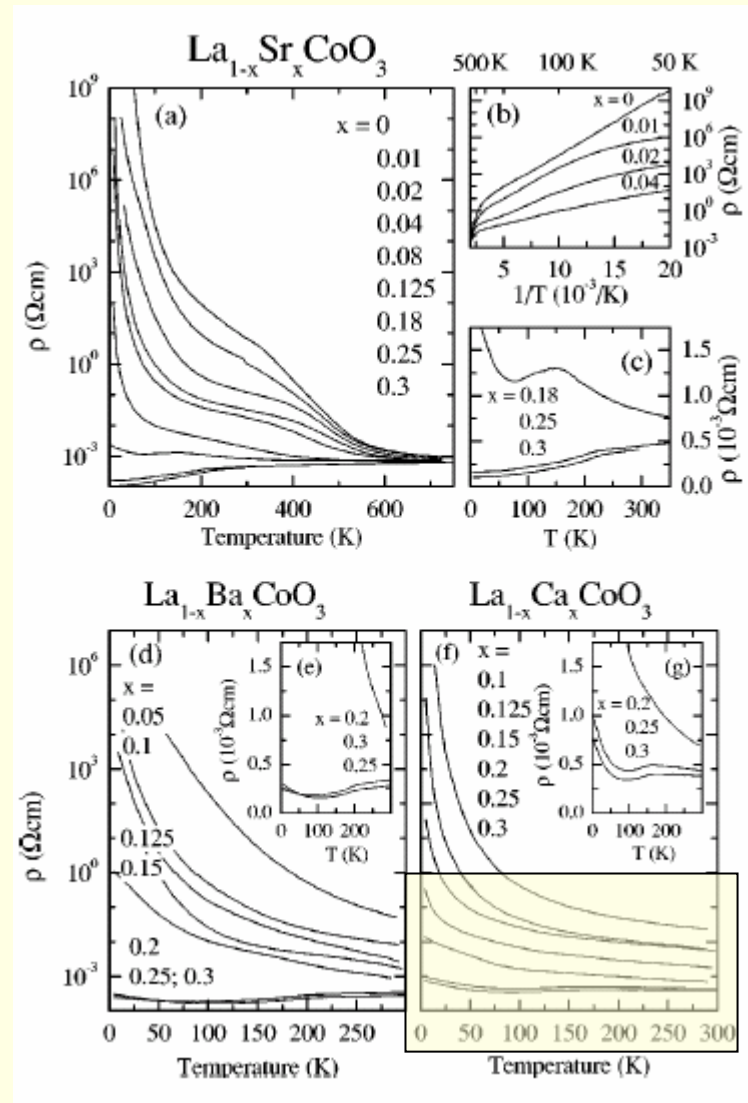 La1-xSrxCoO3
500 K 100 K 50 K
10^9
10^6
10^3
10^0
10^-3
ρ (Ωcm)
(a)
x = 0
0.01
0.02
0.04
0.08
0.125
0.18
0.25
0.3
0 200 400 600
Temperature (K)
(b)
x = 0
0.01
0.02
0.04
10^9
10^6
10^3
10^0
10^-3
ρ (Ωcm)
5 10 15 20
1/T (10^-3/K)
(c)
x = 0.18
0.25
0.3
1.5
1.0
0.5
0.0
ρ (10^-3Ωcm)
0 100 200 300
T (K)
La1-xBaxCoO3
10^6
10^3
10^0
10^-3
ρ (Ωcm)
(d)
x =
0.05
0.1
0.125
0.15
0.2
0.25; 0.3
0 50 100 150 200 250
Temperature (K)
(e)
1.5
1.0
0.5
0.0
ρ (10^-3Ωcm)
x = 0.2
0.3
0.25
0 100 200
T (K)
La1-xCaxCoO3
(f)
x =
0.1
0.125
0.15
0.2
0.25
0.3
0 50 100 150 200 250 300
Temperature (K)
(g)
1.5
1.0
0.5
0.0
ρ (10^-3Ωcm)
x = 0.2
0.25
0.3
0 100 200
T (K)